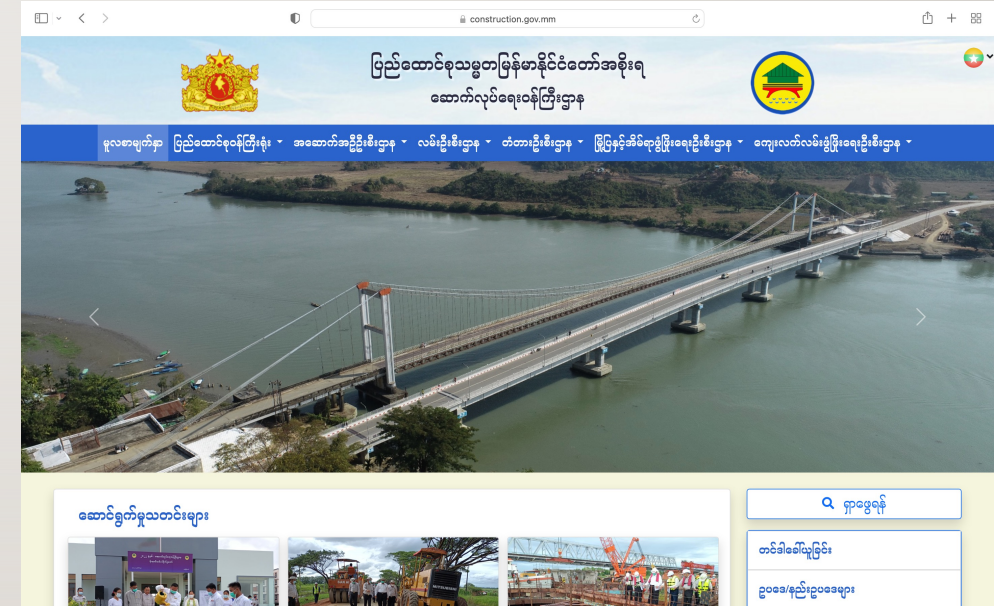 construction.gov.mm
ပြည်ထောင်စုသမ္မတမြန်မာနိုင်ငံတော်အစိုးရ
ဆောက်လုပ်ရေးဝန်ကြီးဌာန
မူလစာမျက်နှာ ပြည်ထောင်စုဝန်ကြီးရုံး အဆောက်အဦဦးစီးဌာန လမ်းဦးစီးဌာန တံတားဦးစီးဌာန မြို့ပြနှင့်အိမ်ရာဖွံ့ဖြိုးရေးဦးစီးဌာန ကျေးလက်လမ်းဖွံ့ဖြိုးရေးဦးစီးဌာန
ဆောင်ရွက်မှုသတင်းများ
ရှာဖွေရန်
တင်ဒါခေါ်ယူခြင်း
ဥပဒေ/နည်းဥပဒေများ